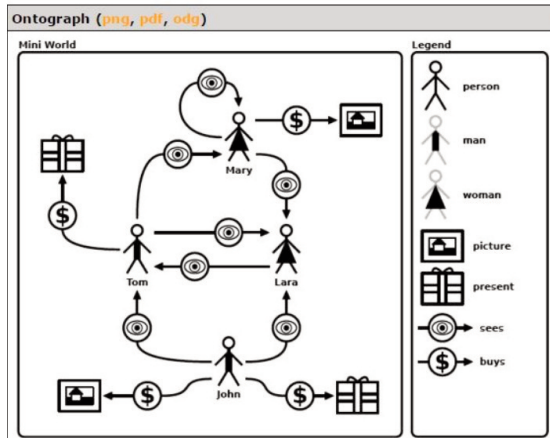 Ontograph (png, pdf, odg)
Mini World
Legend
person
Mary
man
woman
Tom
Lara
picture
present
sees
buys
John